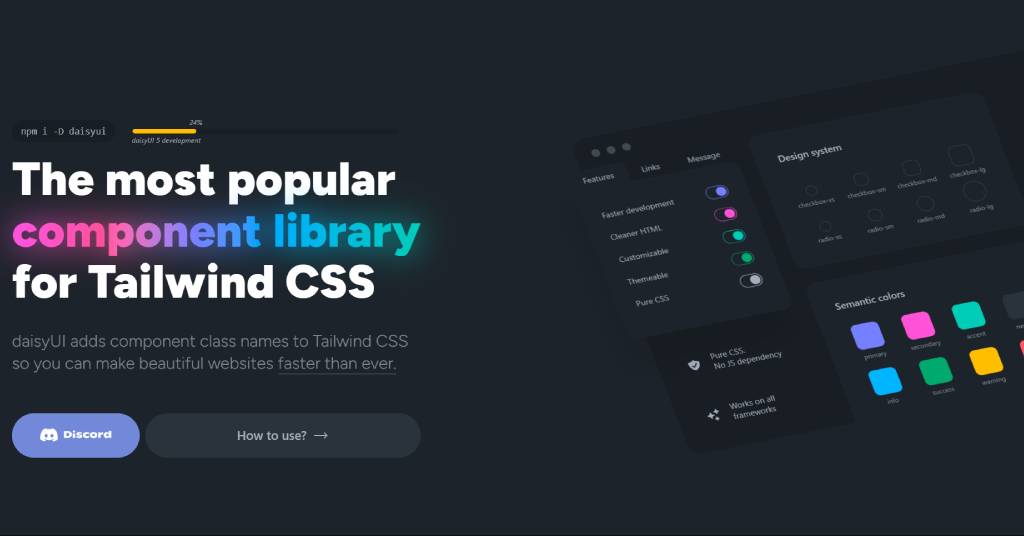 npm i -D daisyui
24%
daisyUI 5 development
The most popular
component library
for Tailwind CSS
daisyUI adds component class names to Tailwind CSS
so you can make beautiful websites faster than ever.
Discord
How to use? →
Features
Links
Message
Faster development
Cleaner HTML
Customizable
Themeable
Pure CSS
Design system
checkbox-xs
checkbox-sm
checkbox-md
checkbox-lg
radio-xs
radio-sm
radio-md
radio-lg
Pure CSS.
No JS dependency
Works on all
frameworks
Semantic colors
primary
secondary
accent
info
success
warning